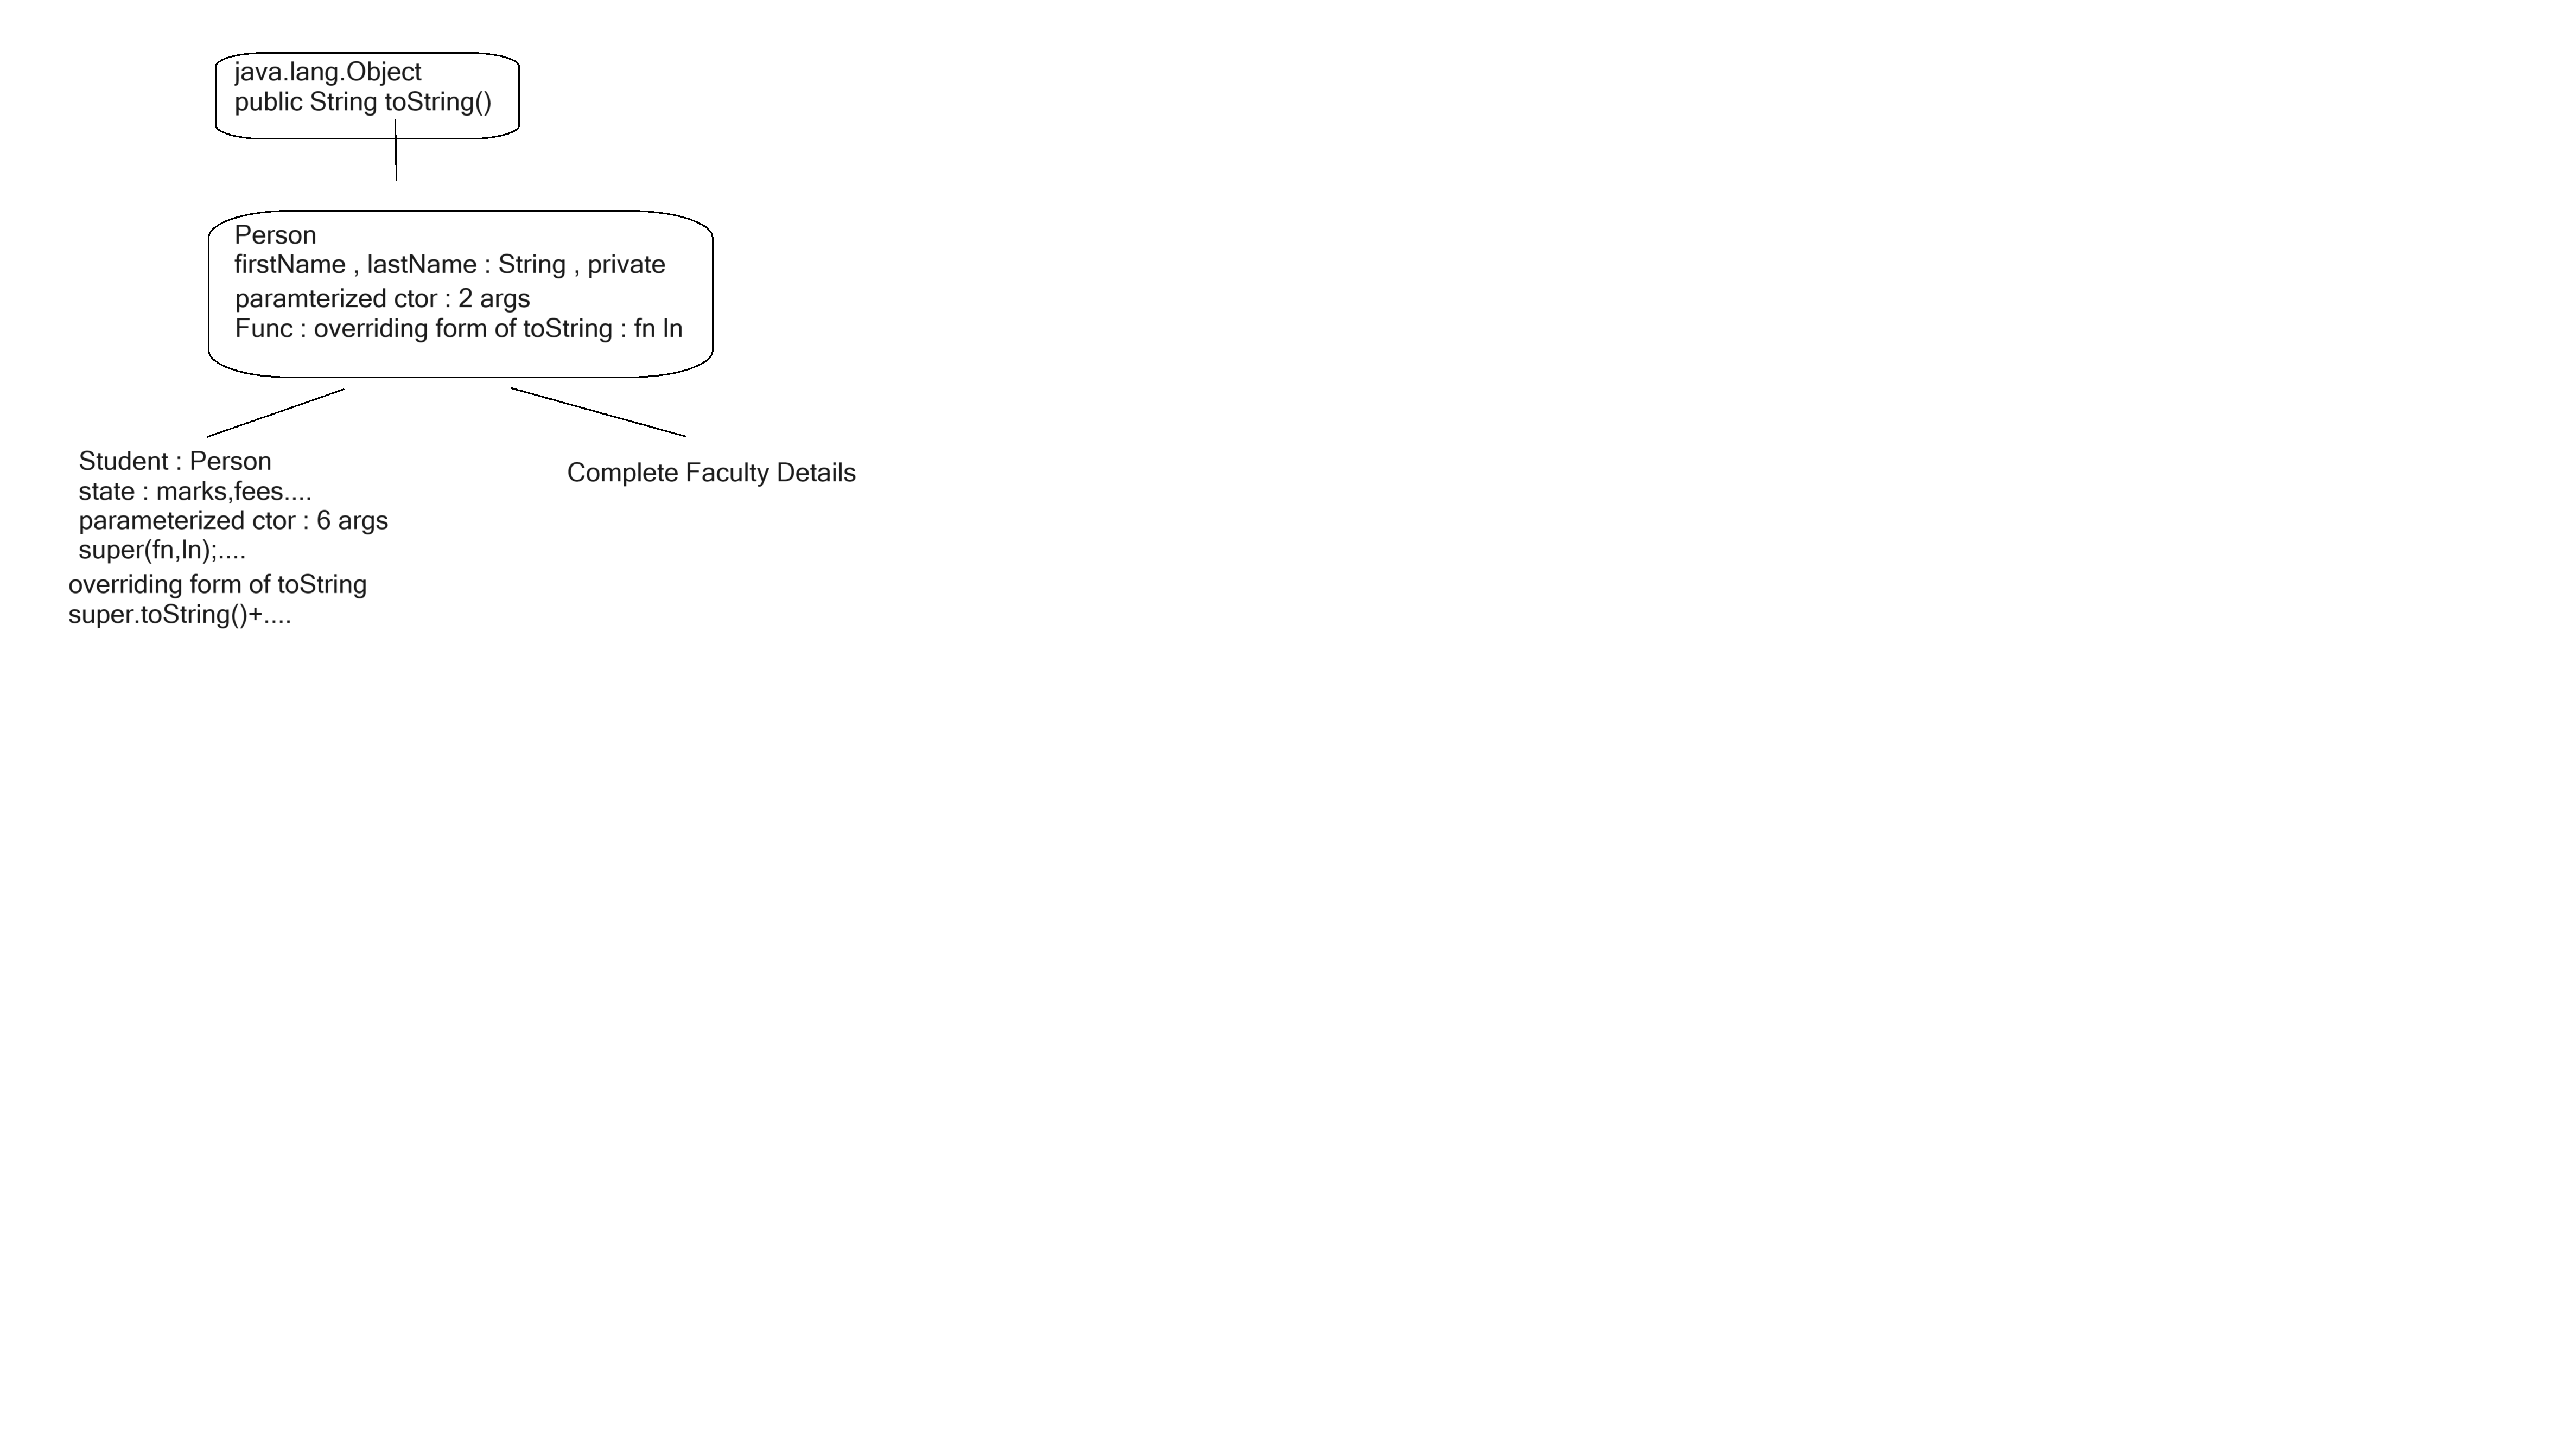 java.lang.Object
public String toString()
Person
firstName , lastName : String , private
paramterized ctor : 2 args
Func : overriding form of toString : fn ln
Student : Person
state : marks,fees....
parameterized ctor : 6 args
super(fn,ln);....
overriding form of toString
super.toString()+....
Complete Faculty Details